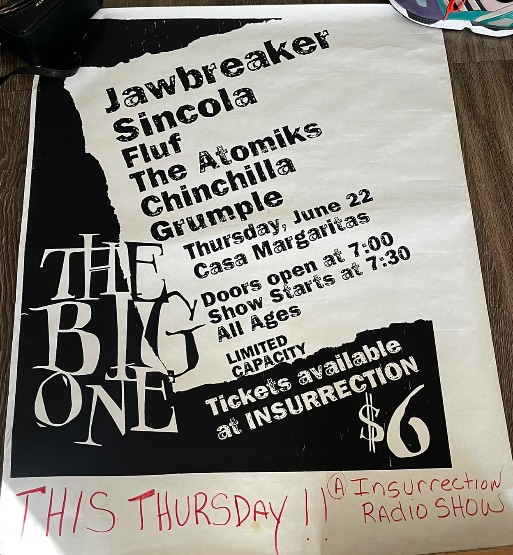 Jawbreaker
Sincola
Fluf
The Atomiks
Chinchilla
Grumple
Thursday, June 22
Casa Margaritas
Doors open at 7:00
Show Starts at 7:30
All Ages
LIMITED
CAPACITY
THE
BIG
ONE
Tickets available
at INSURRECTION
$6
THIS THURSDAY!!
A Insurrection
RADIO SHOW